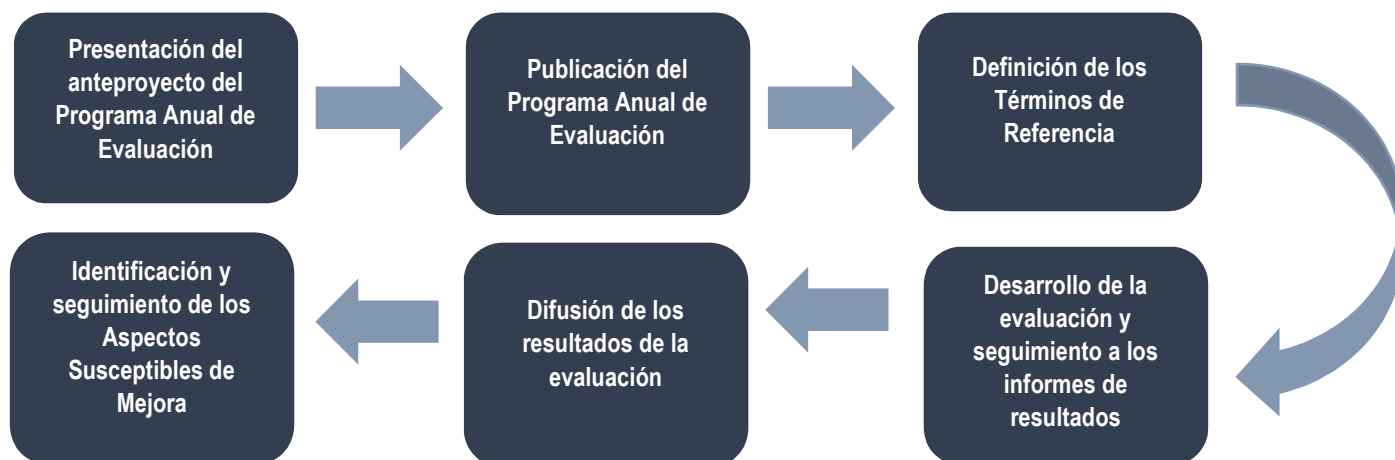 Presentación del
anteproyecto del
Programa Anual de
Evaluación
Publicación del
Programa Anual de
Evaluación
Definición de los
Términos de
Referencia
Desarrollo de la
evaluación y
seguimiento a los
informes de
resultados
Difusión de los
resultados de la
evaluación
Identificación y
seguimiento de los
Aspectos
Susceptibles de
Mejora